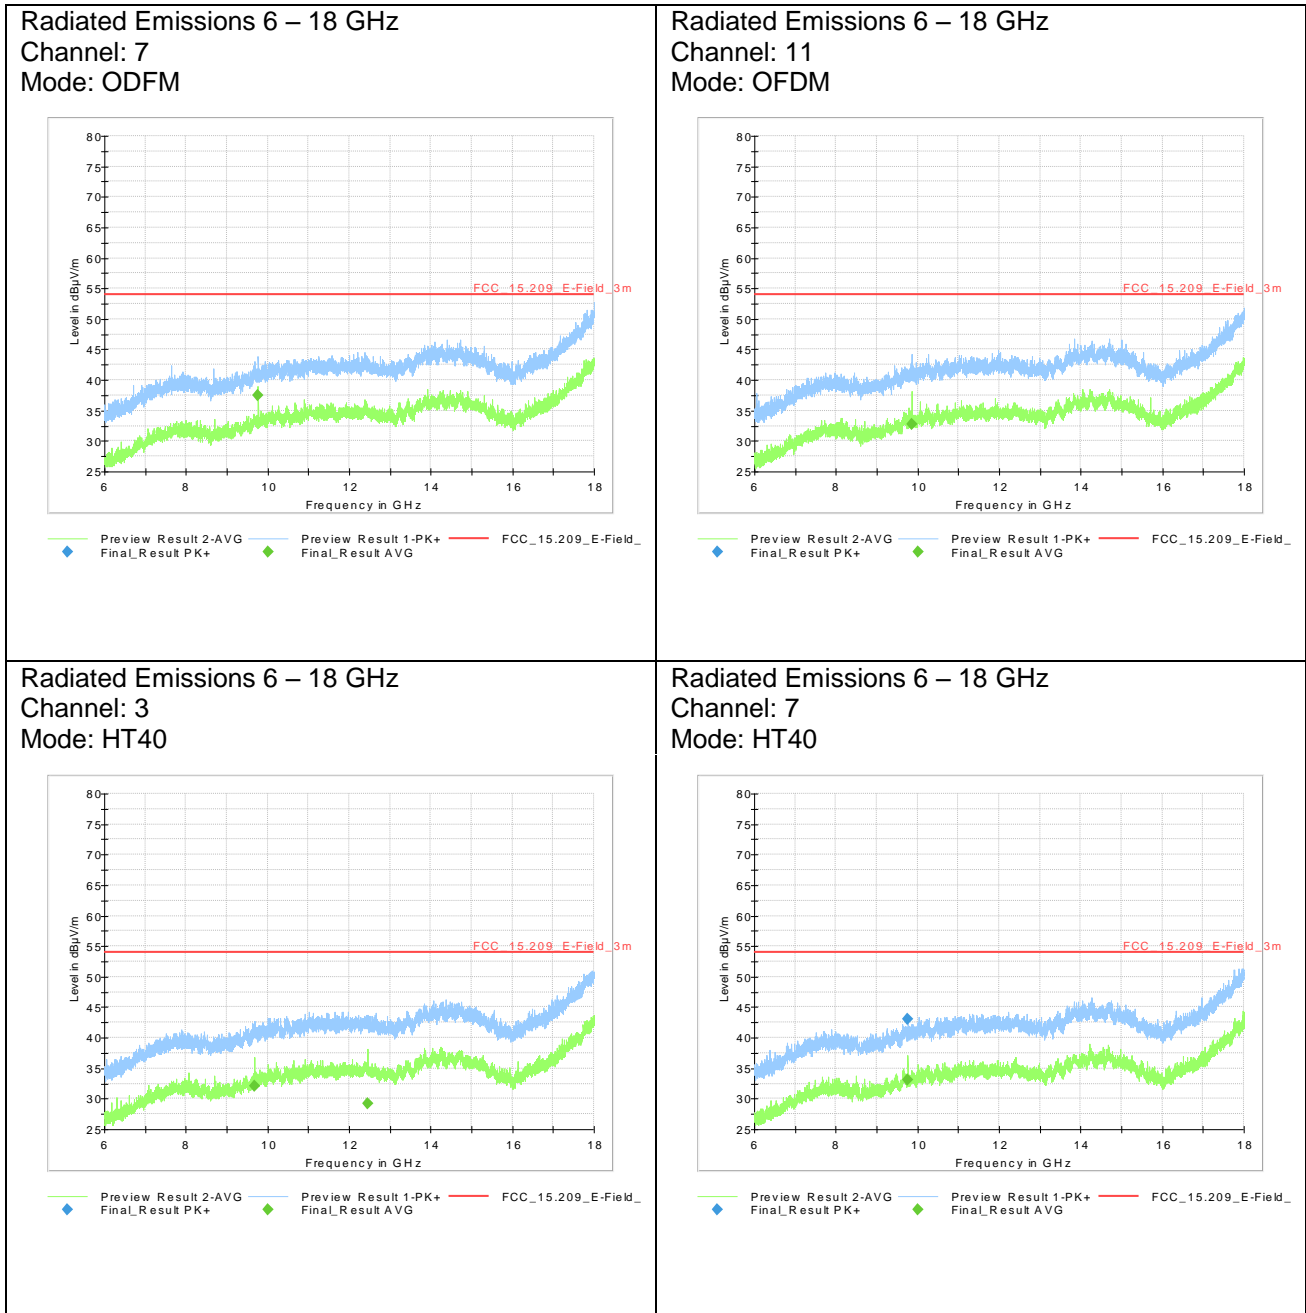 Radiated Emissions 6 – 18 GHz
Channel: 7
Mode: ODFM
80
75
70
65
60
55
50
45
40
35
30
25
Level in dBµV/m
FCC_15.209_E-Field_3m
6 8 10 12 14 16 18
Frequency in GHz
Preview Result 2-AVG Preview Result 1-PK+ FCC_15.209_E-Field_
Final_Result PK+ Final_Result AVG
Radiated Emissions 6 – 18 GHz
Channel: 11
Mode: OFDM
80
75
70
65
60
55
50
45
40
35
30
25
Level in dBµV/m
FCC_15.209_E-Field_3m
6 8 10 12 14 16 18
Frequency in GHz
Preview Result 2-AVG Preview Result 1-PK+ FCC_15.209_E-Field_
Final_Result PK+ Final_Result AVG
Radiated Emissions 6 – 18 GHz
Channel: 3
Mode: HT40
80
75
70
65
60
55
50
45
40
35
30
25
Level in dBµV/m
FCC_15.209_E-Field_3m
6 8 10 12 14 16 18
Frequency in GHz
Preview Result 2-AVG Preview Result 1-PK+ FCC_15.209_E-Field_
Final_Result PK+ Final_Result AVG
Radiated Emissions 6 – 18 GHz
Channel: 7
Mode: HT40
80
75
70
65
60
55
50
45
40
35
30
25
Level in dBµV/m
FCC_15.209_E-Field_3m
6 8 10 12 14 16 18
Frequency in GHz
Preview Result 2-AVG Preview Result 1-PK+ FCC_15.209_E-Field_
Final_Result PK+ Final_Result AVG